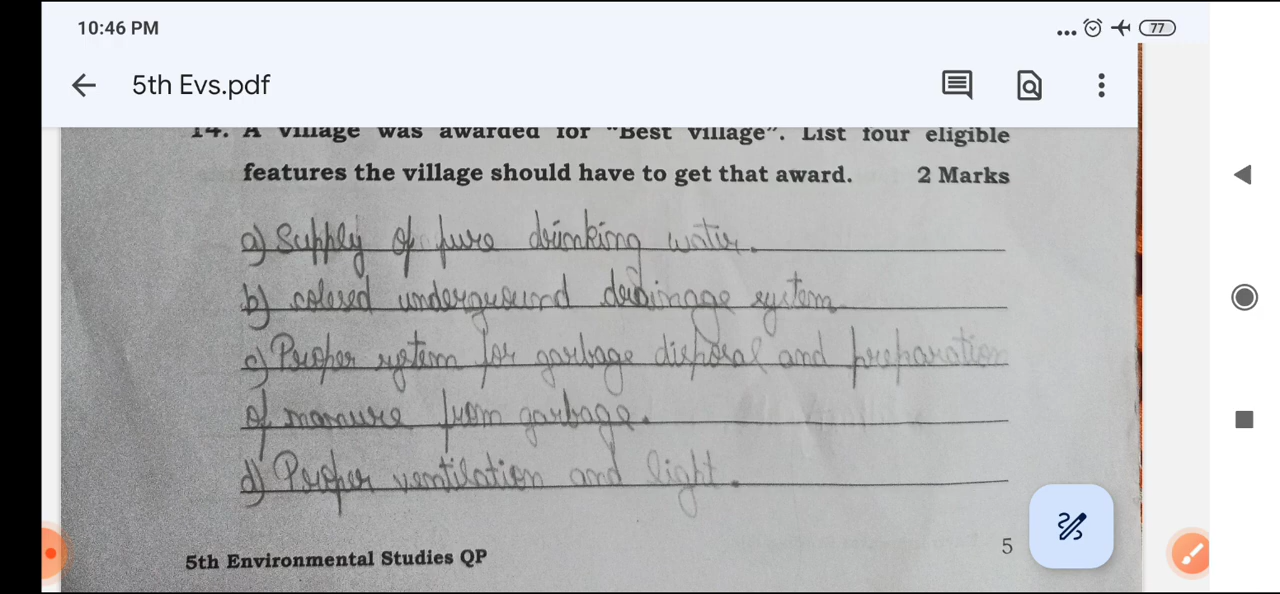 10:46 PM
77
5th Evs.pdf
14. A village was awarded for "Best village". List four eligible
features the village should have to get that award. 2 Marks
a) Supply of pure drinking water.
b) colered underground drainage system
c) Proper system for garbage disposal and preparation
of manure from garbage.
d) Proper ventilation and light.
5th Environmental Studies QP 5